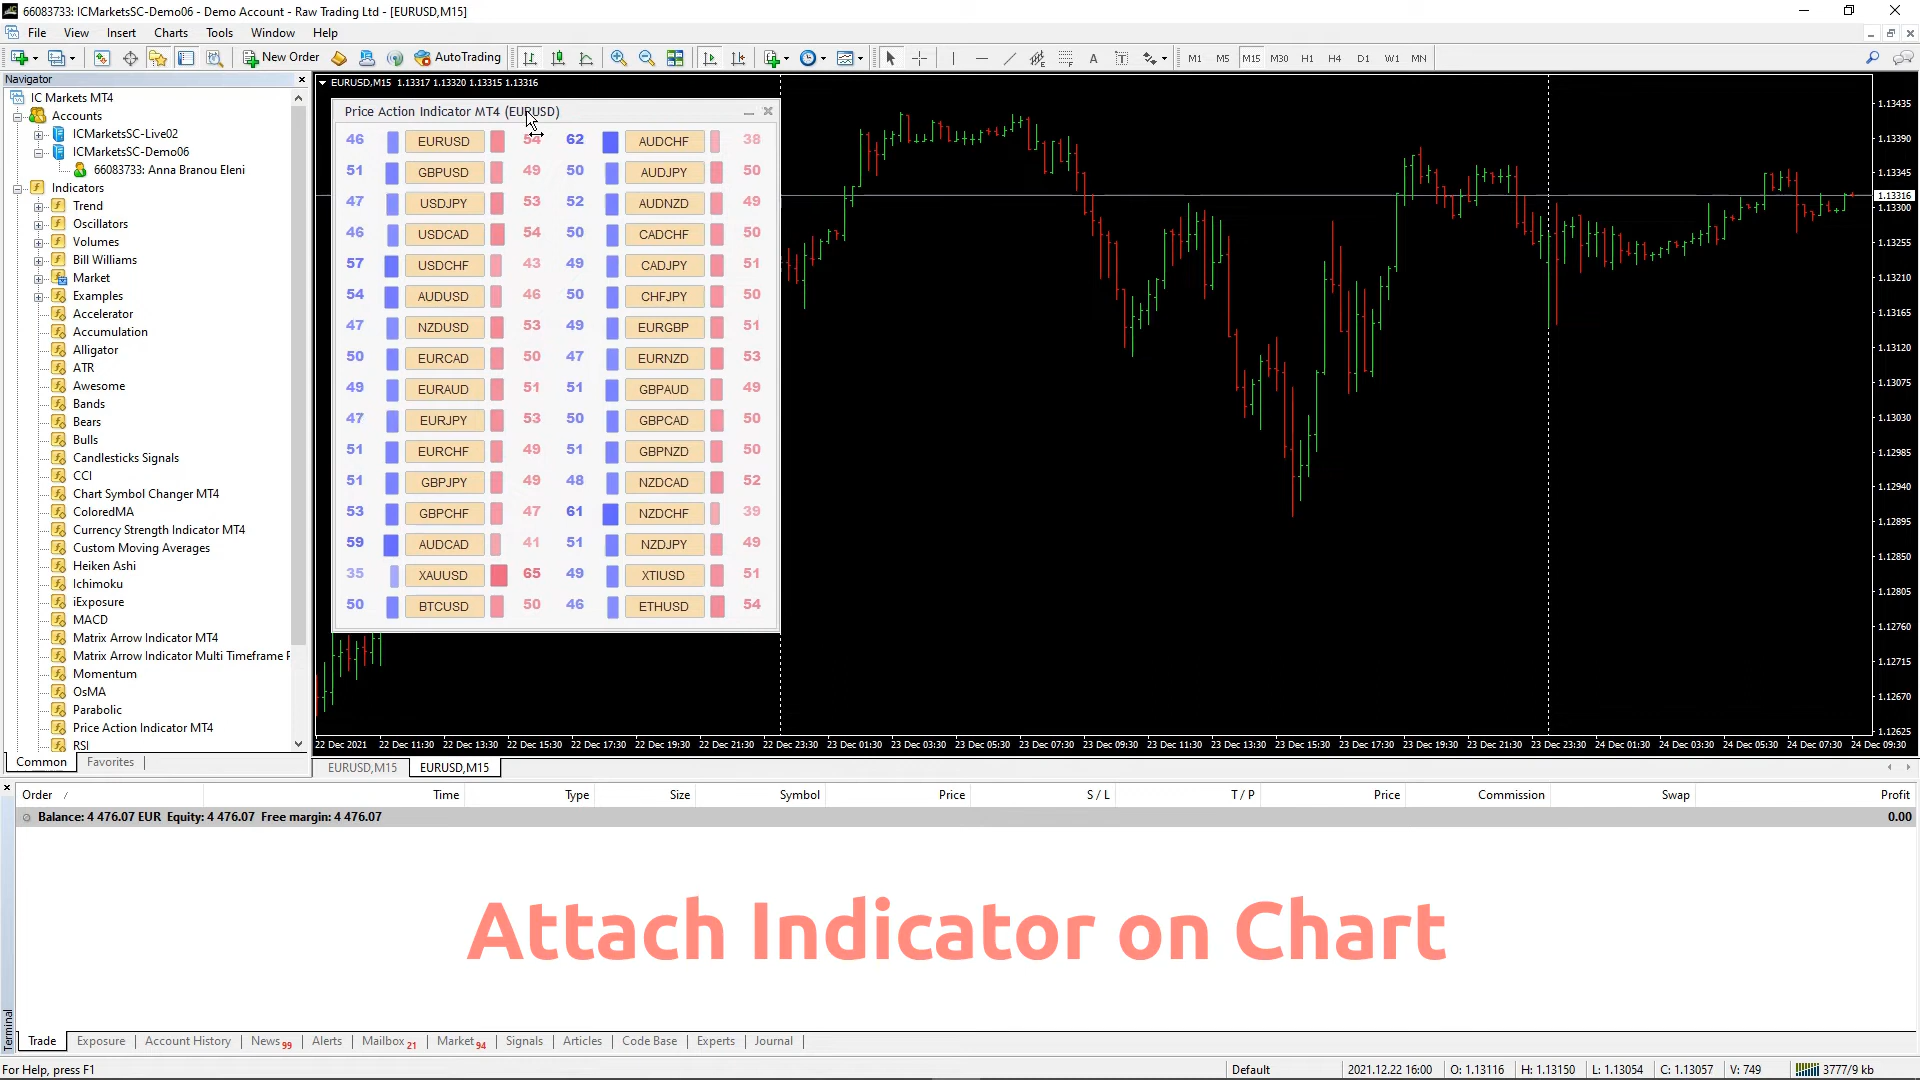 66083733: ICMarketsSC-Demo06 - Demo Account - Raw Trading Ltd - [EURUSD,M15]
File View Insert Charts Tools Window Help
New Order AutoTrading M1 M5 M15 M30 H1 H4 D1 W1 MN
Navigator
IC Markets MT4
Accounts
ICMarketsSC-Live02
ICMarketsSC-Demo06
66083733: Anna Branou Eleni
Indicators
Trend
Oscillators
Volumes
Bill Williams
Market
Examples
Accelerator
Accumulation
Alligator
ATR
Awesome
Bands
Bears
Bulls
Candlesticks Signals
CCI
Chart Symbol Changer MT4
ColoredMA
Currency Strength Indicator MT4
Custom Moving Averages
Heiken Ashi
Ichimoku
iExposure
MACD
Matrix Arrow Indicator MT4
Matrix Arrow Indicator Multi Timeframe
Momentum
OsMA
Parabolic
Price Action Indicator MT4
RSI
Common Favorites
EURUSD,M15 1.13317 1.13320 1.13315 1.13316
Price Action Indicator MT4 (EURUSD)
46 EURUSD 54 62 AUDCHF 38
51 GBPUSD 49 50 AUDJPY 50
47 USDJPY 53 52 AUDNZD 49
46 USDCAD 54 50 CADCHF 50
57 USDCHF 43 49 CADJPY 51
54 AUDUSD 46 50 CHFJPY 50
47 NZDUSD 53 49 EURGBP 51
50 EURCAD 50 47 EURNZD 53
49 EURAUD 51 51 GBPAUD 49
47 EURJPY 53 50 GBPCAD 50
51 EURCHF 49 51 GBPNZD 50
51 GBPJPY 49 48 NZDCAD 52
53 GBPCHF 47 61 NZDCHF 39
59 AUDCAD 41 51 NZDJPY 49
35 XAUUSD 65 49 XTIUSD 51
50 BTCUSD 50 46 ETHUSD 54
1.13435
1.13390
1.13345
1.13316
1.13300
1.13255
1.13210
1.13165
1.13120
1.13075
1.13030
1.12985
1.12940
1.12895
1.12850
1.12805
1.12760
1.12715
1.12670
1.12625
22 Dec 2021 22 Dec 11:30 22 Dec 13:30 22 Dec 15:30 22 Dec 17:30 22 Dec 19:30 22 Dec 21:30 22 Dec 23:30 23 Dec 01:30 23 Dec 03:30 23 Dec 05:30 23 Dec 07:30 23 Dec 09:30 23 Dec 11:30 23 Dec 13:30 23 Dec 15:30 23 Dec 17:30 23 Dec 19:30 23 Dec 21:30 23 Dec 23:30 24 Dec 01:30 24 Dec 03:30 24 Dec 05:30 24 Dec 07:30 24 Dec 09:30
EURUSD,M15 EURUSD,M15
Order / Time Type Size Symbol Price S / L T / P Price Commission Swap Profit
Balance: 4 476.07 EUR Equity: 4 476.07 Free margin: 4 476.07 0.00
Attach Indicator on Chart
Terminal
Trade Exposure Account History News 99 Alerts Mailbox 21 Market 94 Signals Articles Code Base Experts Journal
For Help, press F1 Default 2021.12.22 16:00 O: 1.13116 H: 1.13150 L: 1.13054 C: 1.13057 V: 749 3777/9 kb